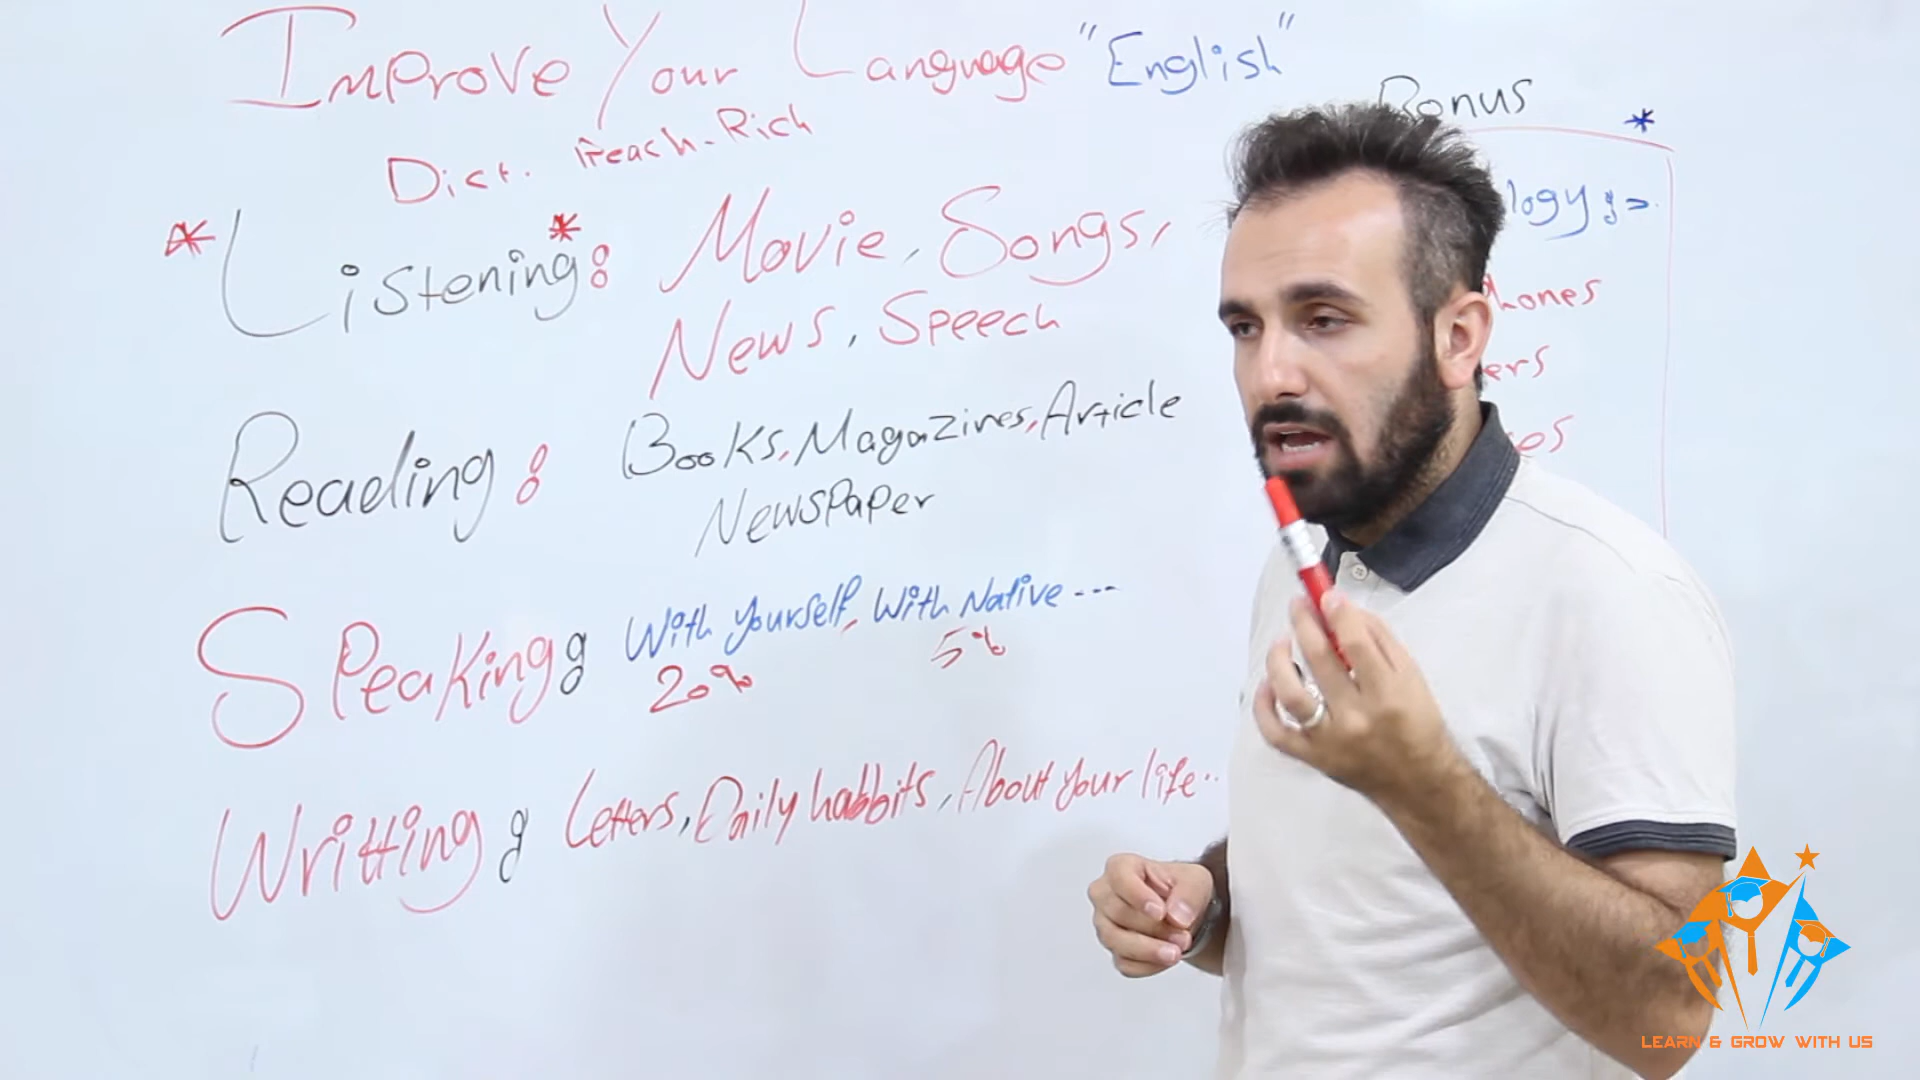 Improve Your Language "English"
Dict. Reach-Rich
* Listening * : Movie, Songs,
News, Speech
Reading : Books, Magazines, Article
NewsPaper
SPeaking : With yourself, With Native ---
20% 5%
Writting : Letters, Daily habbits, About your life..
Bonus
*
logy :-
hones
ers
LEARN & GROW WITH US